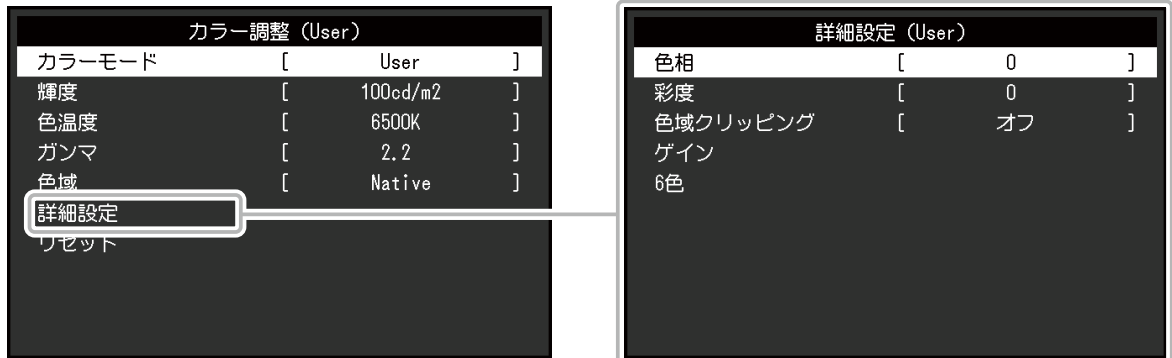 カラー調整 (User)
カラーモード [ User ]
輝度 [ 100cd/m2 ]
色温度 [ 6500K ]
ガンマ [ 2.2 ]
色域 [ Native ]
詳細設定
リセット
詳細設定 (User)
色相 [ 0 ]
彩度 [ 0 ]
色域クリッピング [ オフ ]
ゲイン
6色